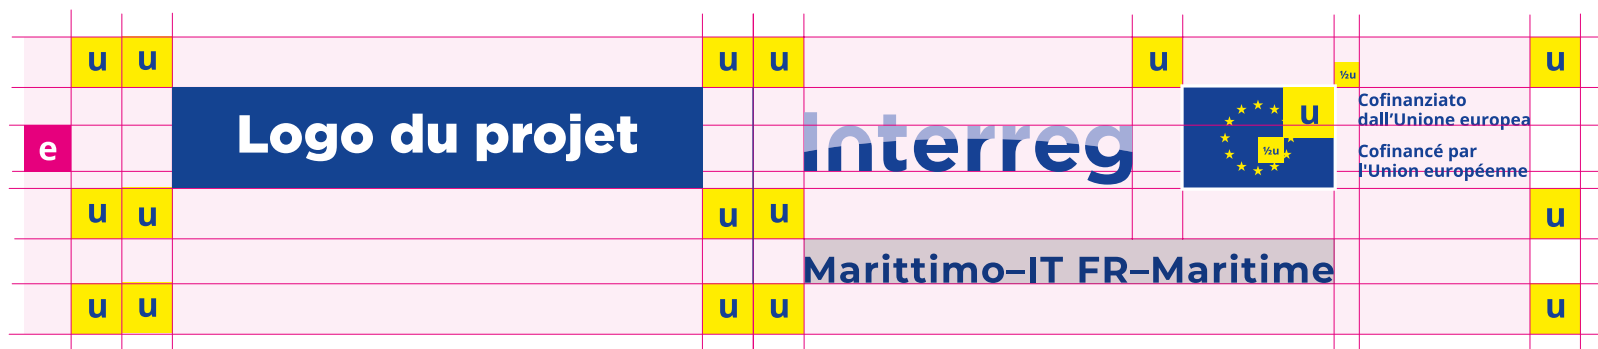 u u u u u u
½u
Cofinanziato
dall'Unione europea
u
Logo du projet
Interreg
e
½u
Cofinancé par
l'Union européenne
u u u u u
Marittimo–IT FR–Maritime
u u u u u